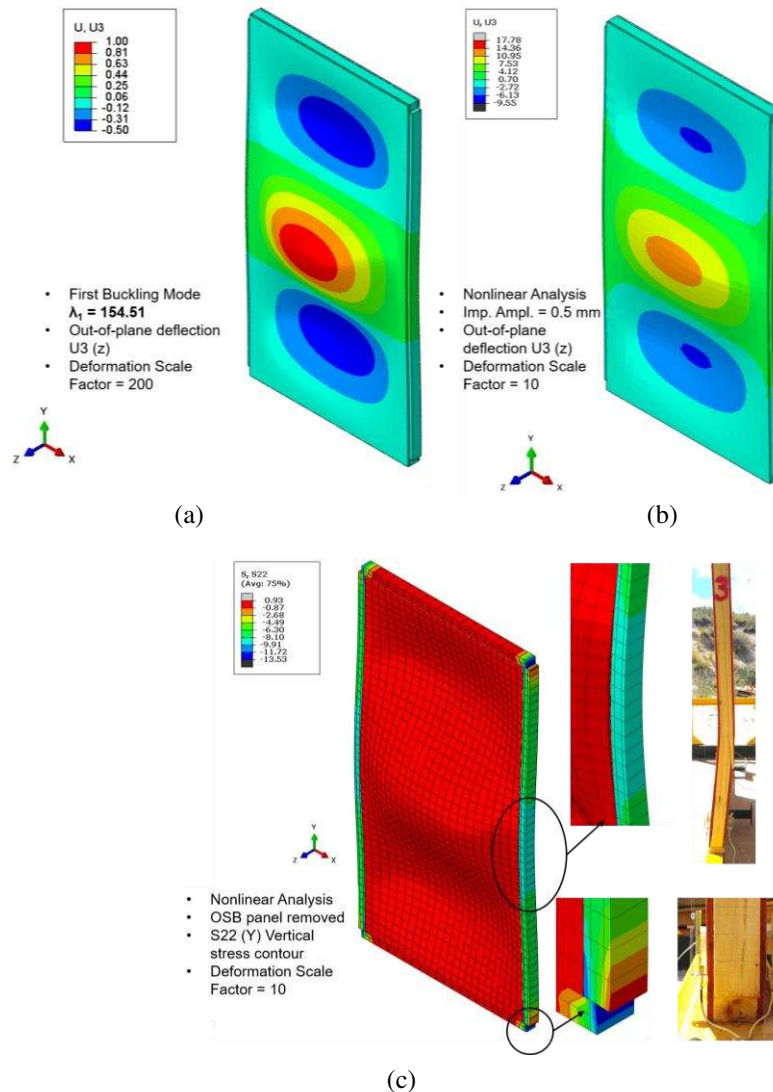 U, U3
1.00
0.81
0.63
0.44
0.25
0.06
-0.12
-0.31
-0.50
• First Buckling Mode
λ₁ = 154.51
• Out-of-plane deflection
U3 (z)
• Deformation Scale
Factor = 200
Y
Z
X
(a)
U, U3
17.78
14.36
10.95
7.53
4.12
0.70
-2.72
-6.13
-9.55
• Nonlinear Analysis
• Imp. Ampl. = 0.5 mm
• Out-of-plane
deflection U3 (z)
• Deformation Scale
Factor = 10
Y
Z
X
(b)
S, S22
(Avg: 75%)
0.93
-0.87
-2.68
-4.49
-6.30
-8.10
-9.91
-11.72
-13.53
Y
Z
X
• Nonlinear Analysis
• OSB panel removed
• S22 (Y) Vertical
stress contour
• Deformation Scale
Factor = 10
3
(c)